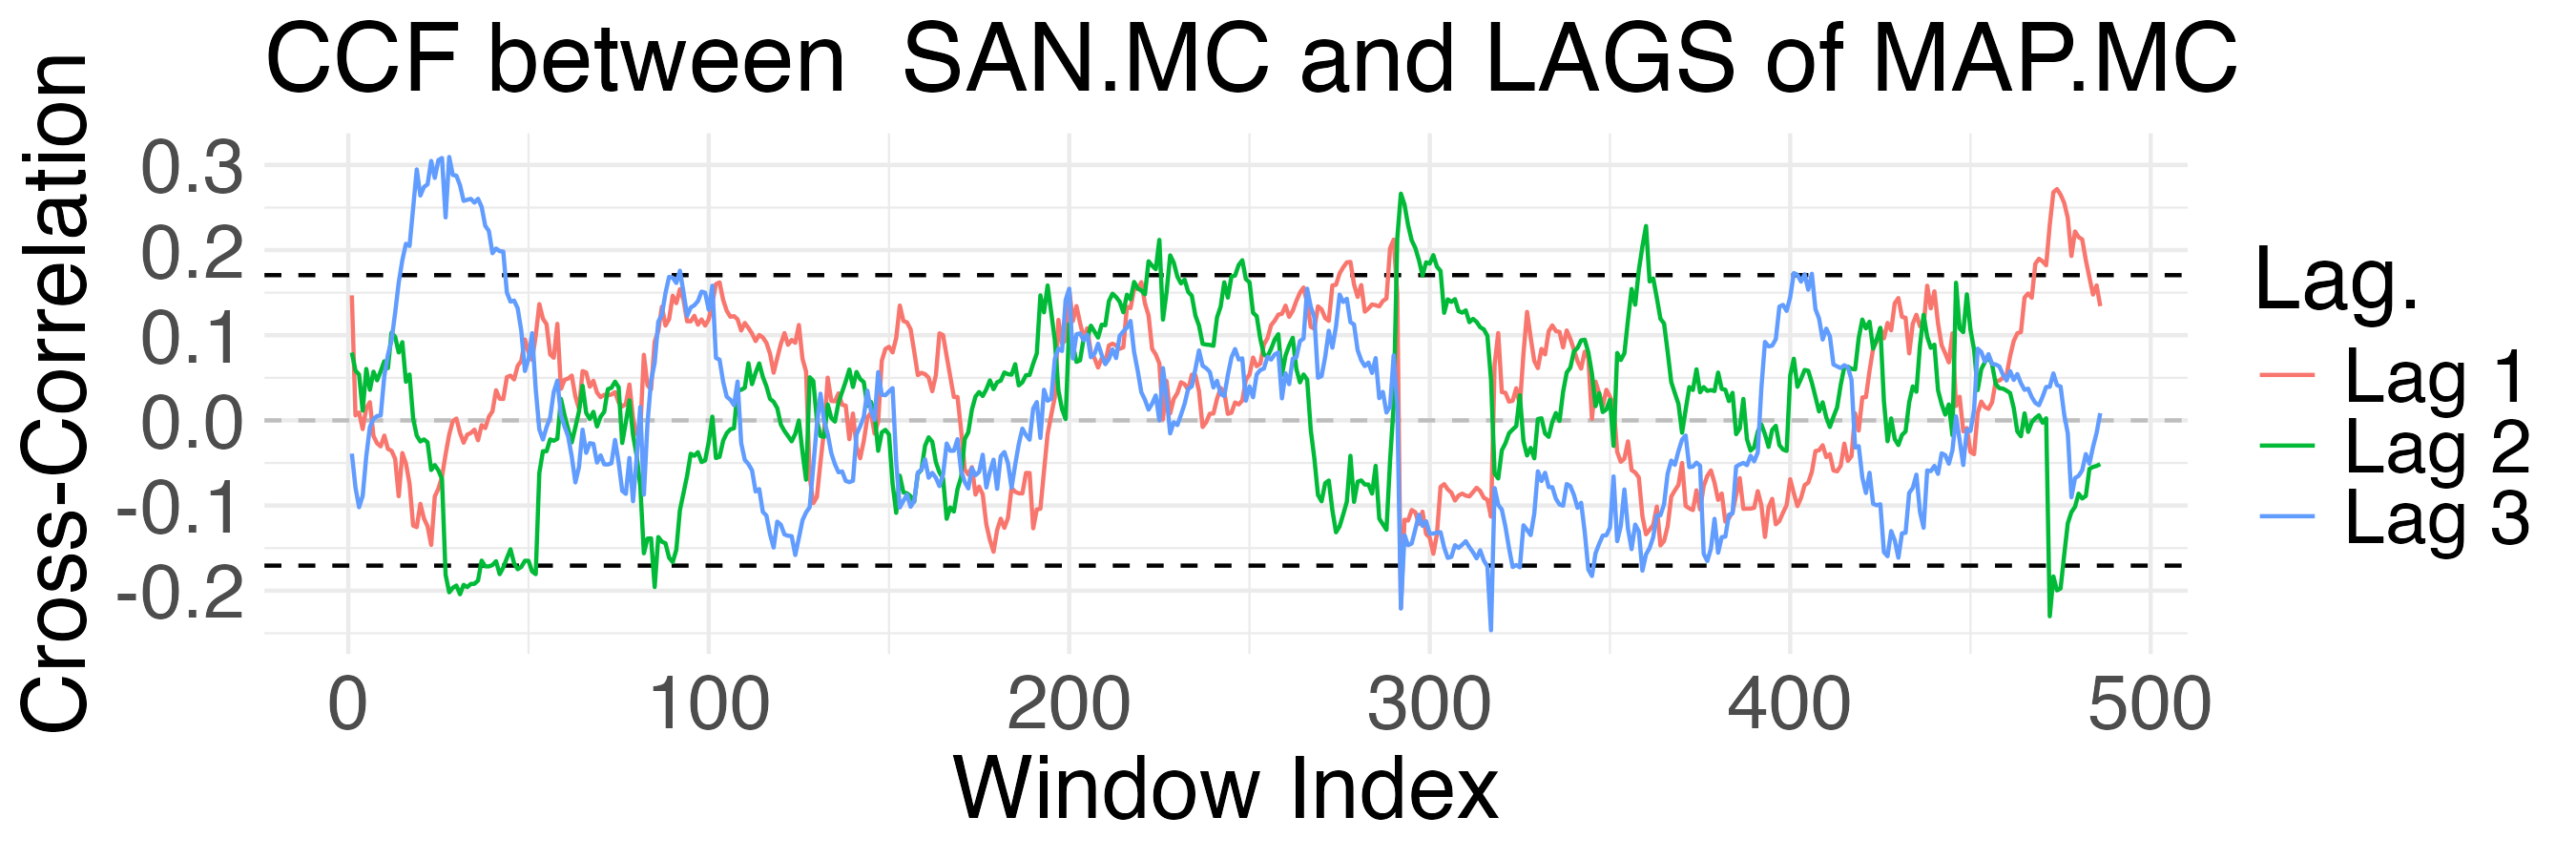 CCF between  SAN.MC and LAGS of MAP.MC
Cross-Correlation
0.3
0.2
0.1
0.0
-0.1
-0.2
0 100 200 300 400 500
Window Index
Lag.
Lag 1
Lag 2
Lag 3